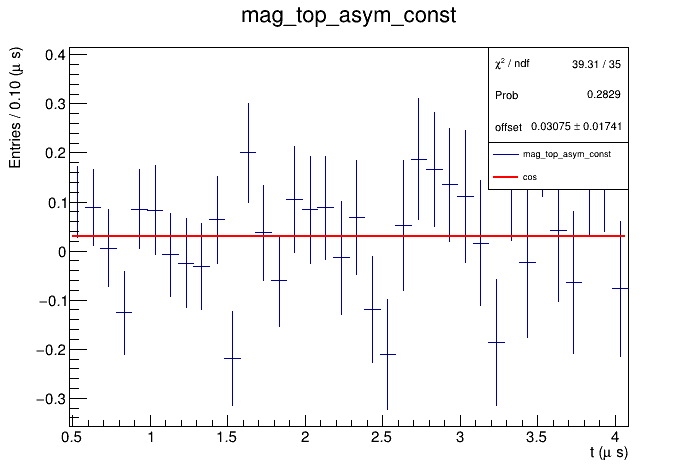 mag_top_asym_const
Entries / 0.10 (μ s)
0.4
0.3
0.2
0.1
0
−0.1
−0.2
−0.3
χ² / ndf 39.31 / 35
Prob 0.2829
offset 0.03075 ± 0.01741
mag_top_asym_const
cos
0.5 1 1.5 2 2.5 3 3.5 4
t (μ s)